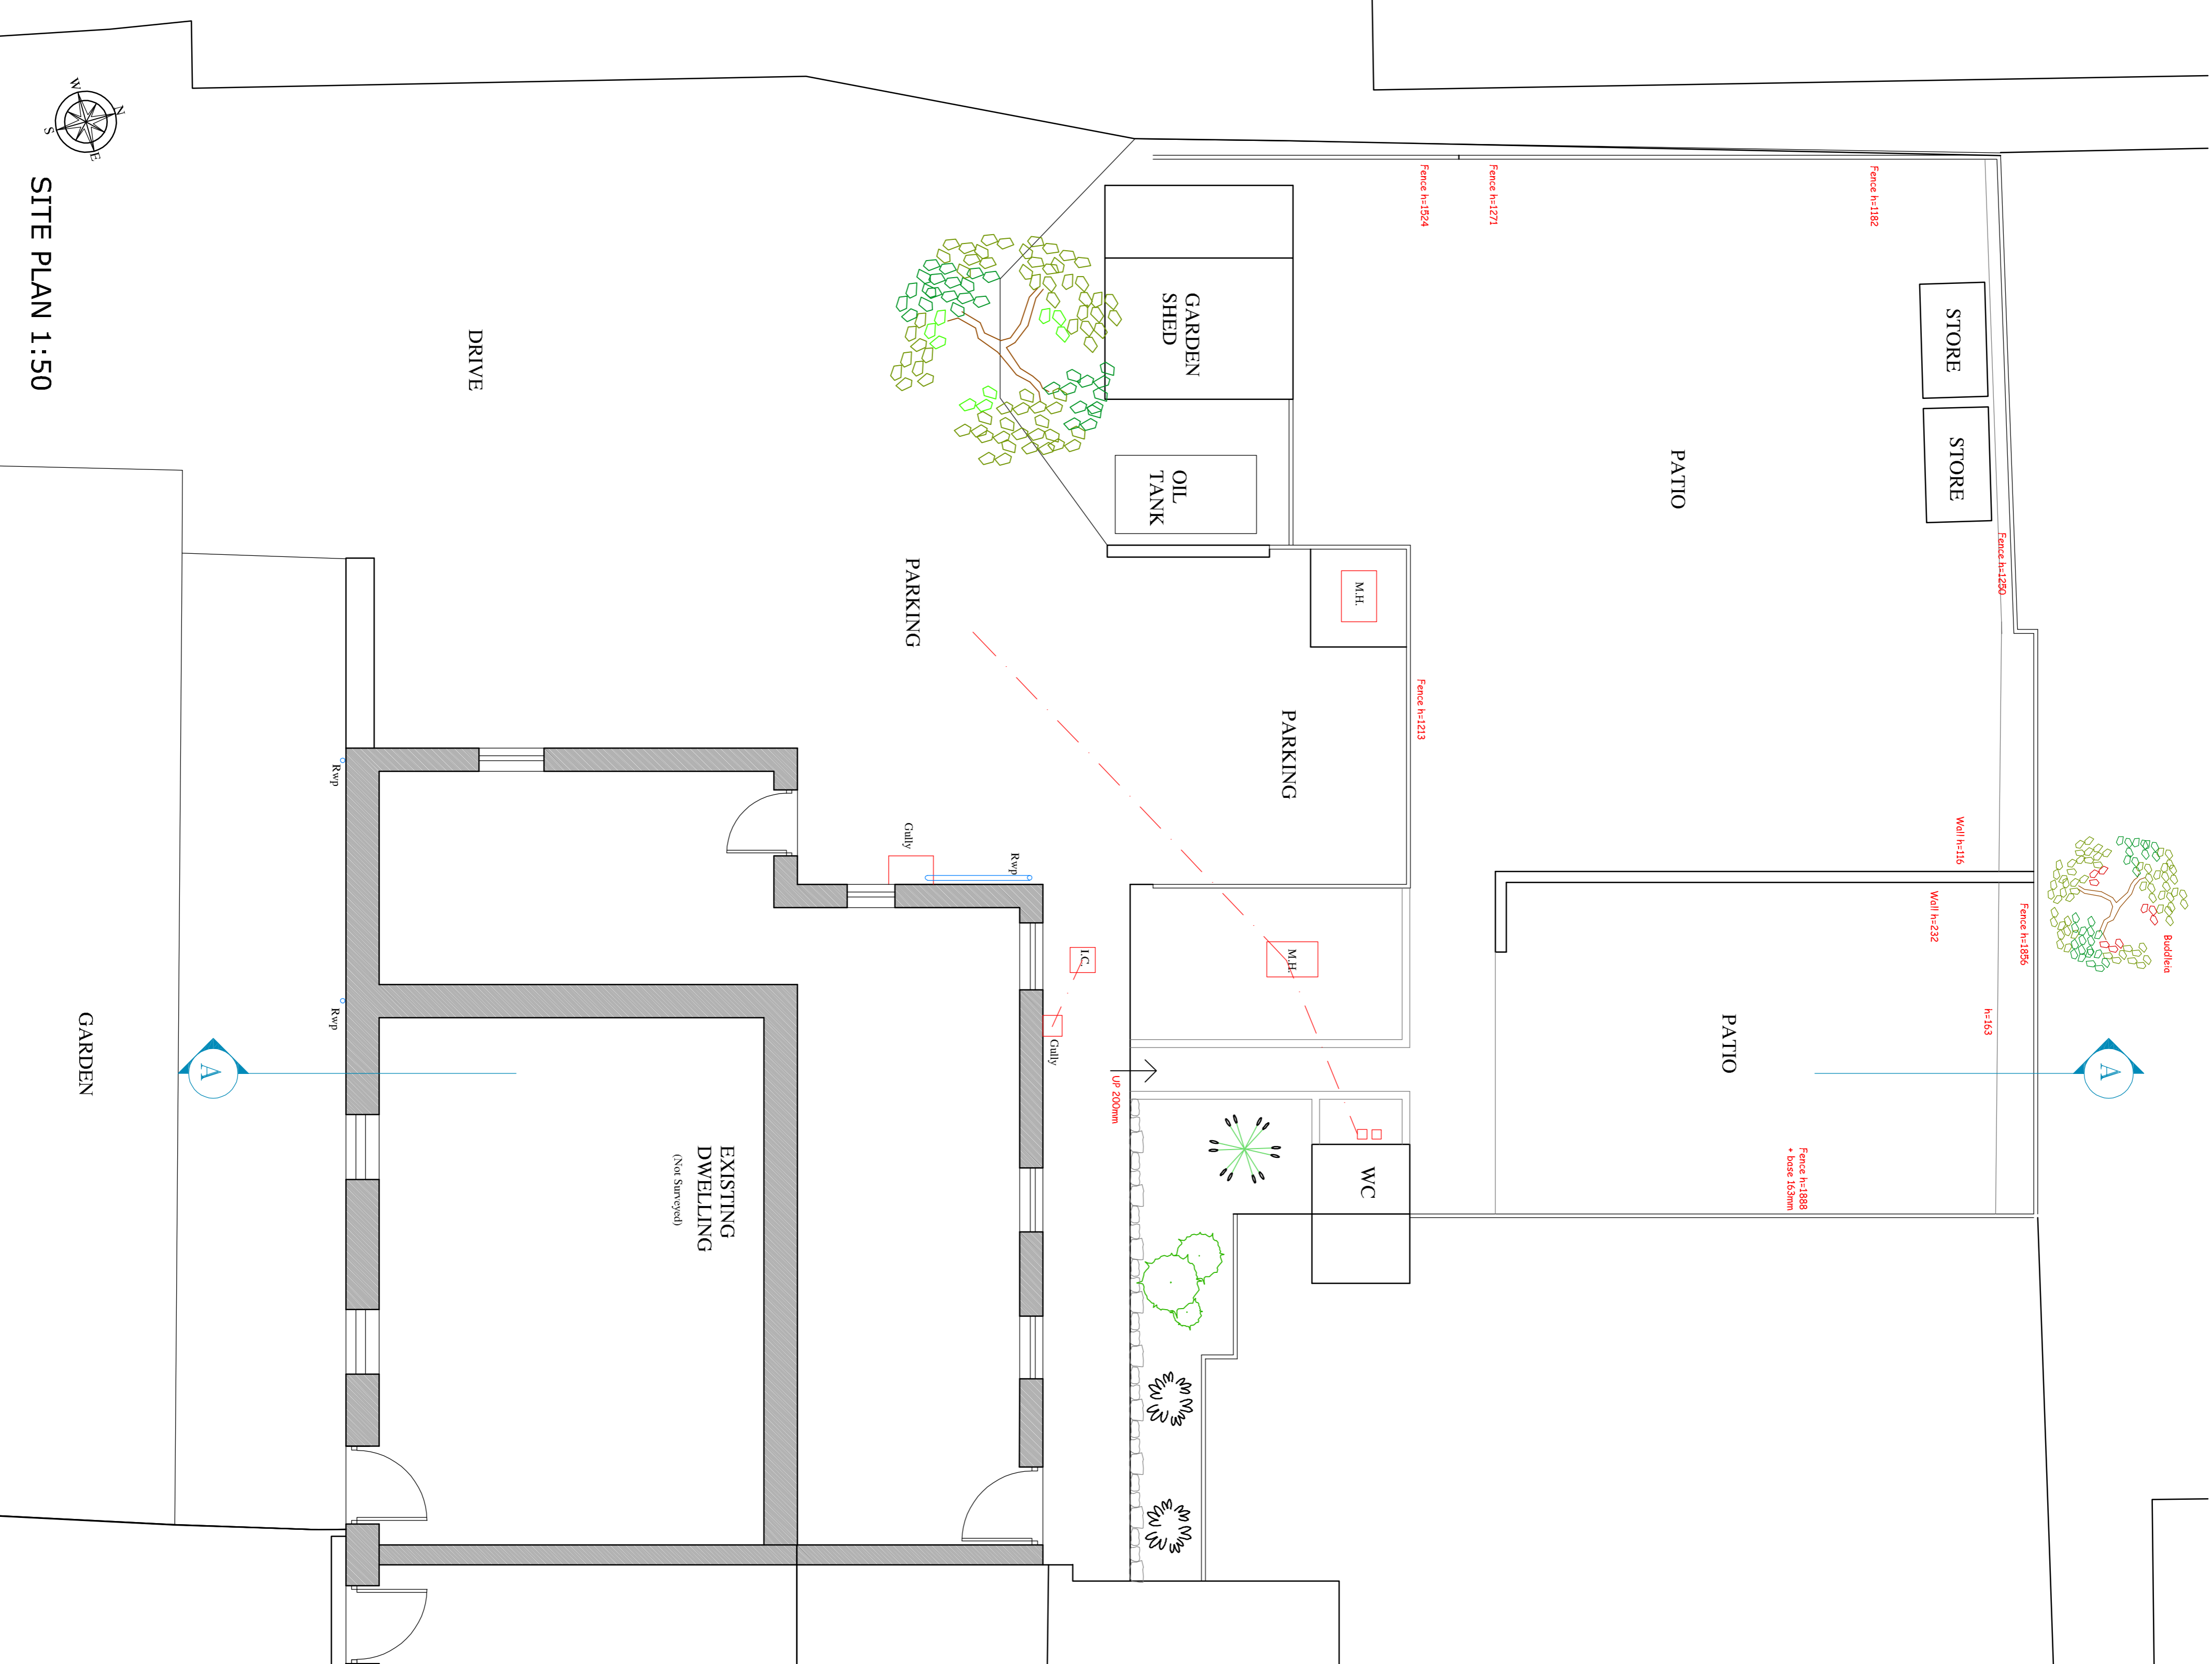 SITE PLAN 1:50
N
E
S
W
DRIVE
GARDEN
SHED
OIL
TANK
PARKING
PARKING
M.H.
M.H.
PATIO
PATIO
STORE
STORE
Fence h=1524
Fence h=1271
Fence h=1182
Fence h=1250
Fence h=1213
Wall h=116
Wall h=232
Fence h=1856
Buddleia
h=163
Fence h=1888
+ base 163mm
A
A
WC
UP 200mm
I.C.
Gully
Gully
Rwp
Rwp
Rwp
EXISTING
DWELLING
(Not Surveyed)
GARDEN